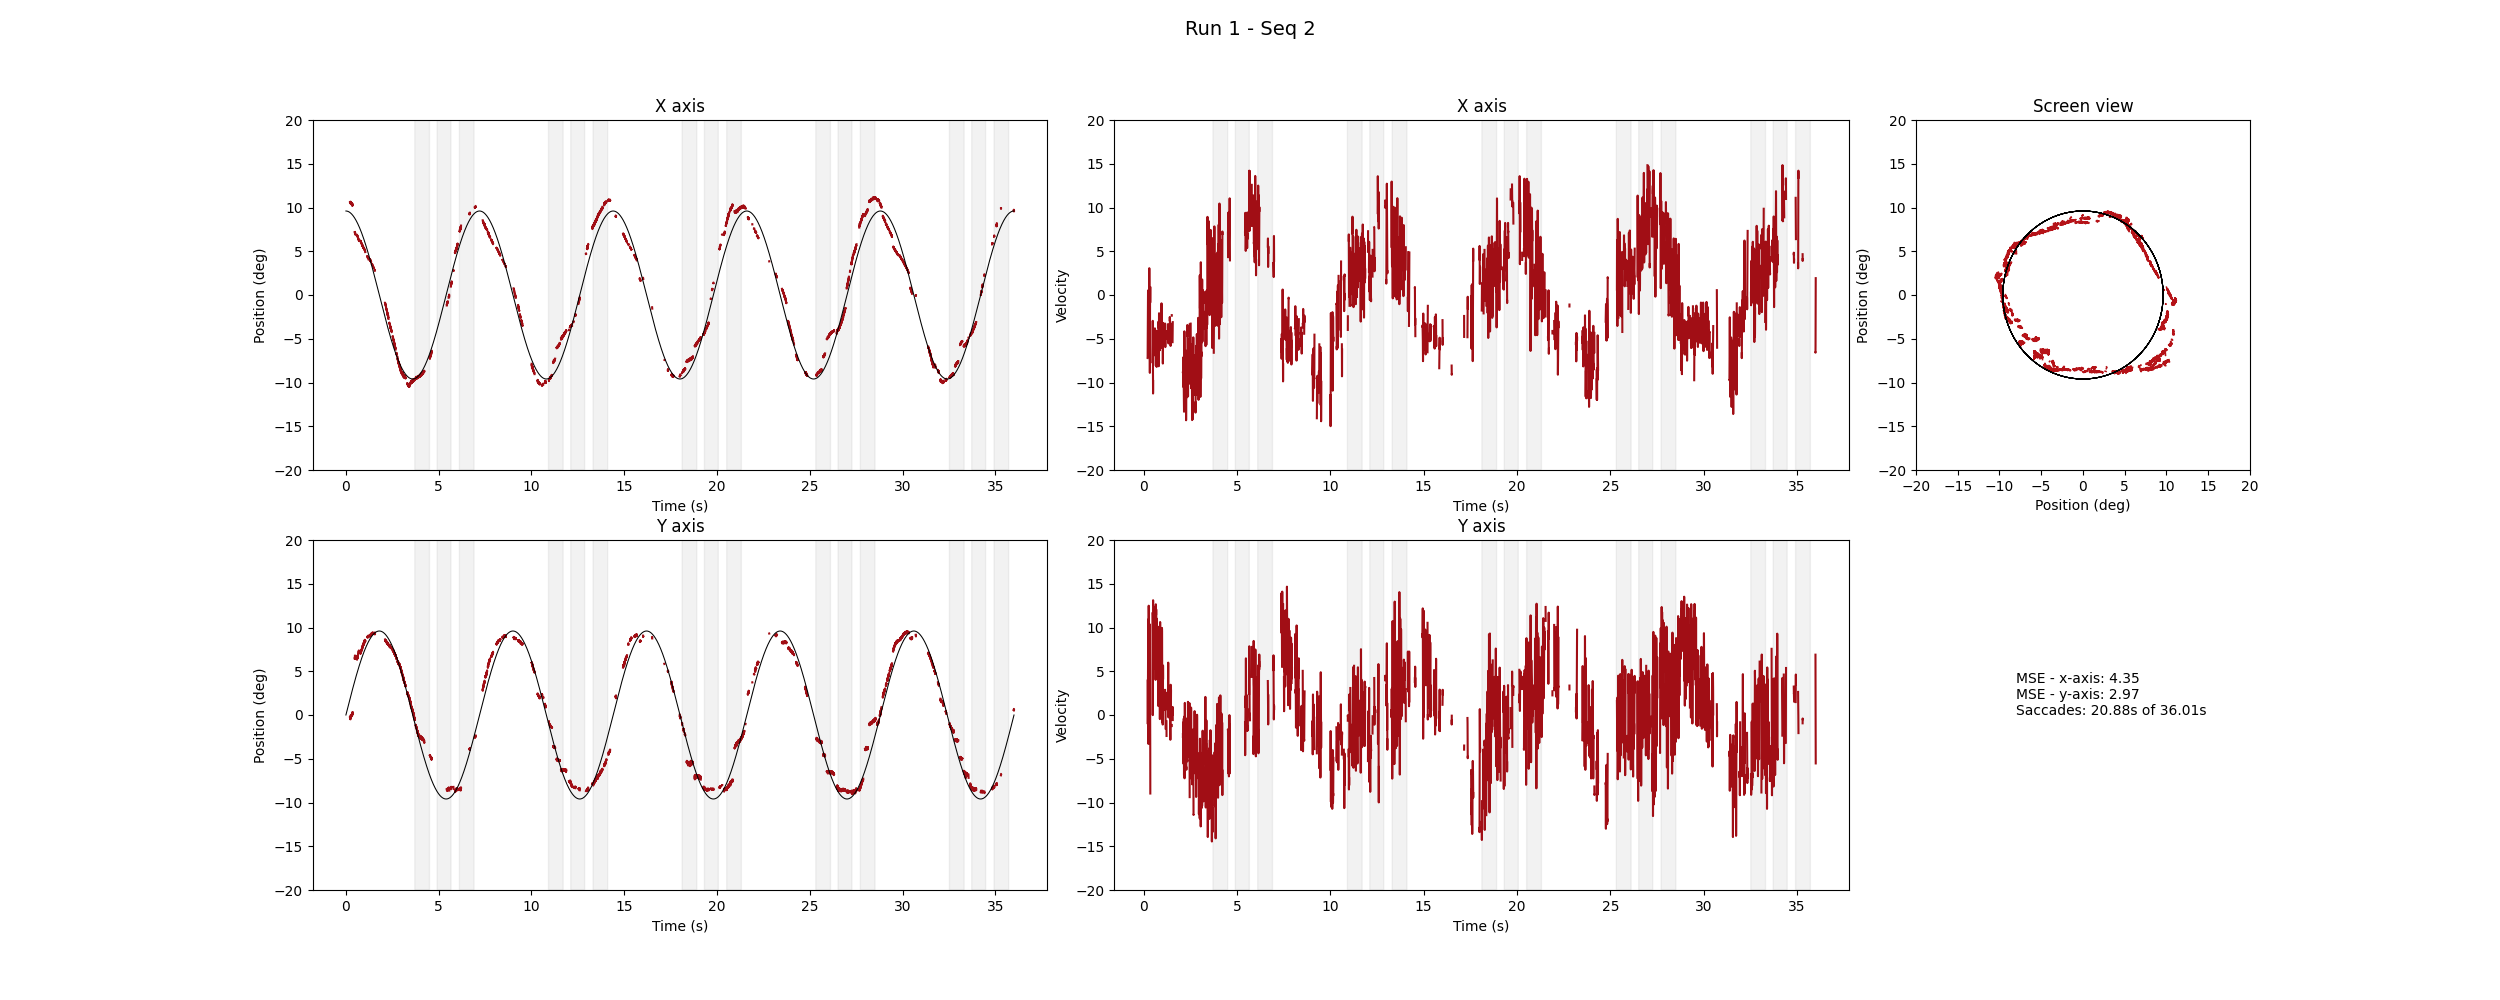 Run 1 - Seq 2
X axis
X axis
Screen view
20
15
10
5
0
−5
−10
−15
−20
Position (deg)
0 5 10 15 20 25 30 35
Time (s)
20
15
10
5
0
−5
−10
−15
−20
Velocity
0 5 10 15 20 25 30 35
Time (s)
20
15
10
5
0
−5
−10
−15
−20
Position (deg)
−20 −15 −10 −5 0 5 10 15 20
Position (deg)
Y axis
Y axis
20
15
10
5
0
−5
−10
−15
−20
Position (deg)
0 5 10 15 20 25 30 35
Time (s)
20
15
10
5
0
−5
−10
−15
−20
Velocity
0 5 10 15 20 25 30 35
Time (s)
MSE - x-axis: 4.35
MSE - y-axis: 2.97
Saccades: 20.88s of 36.01s